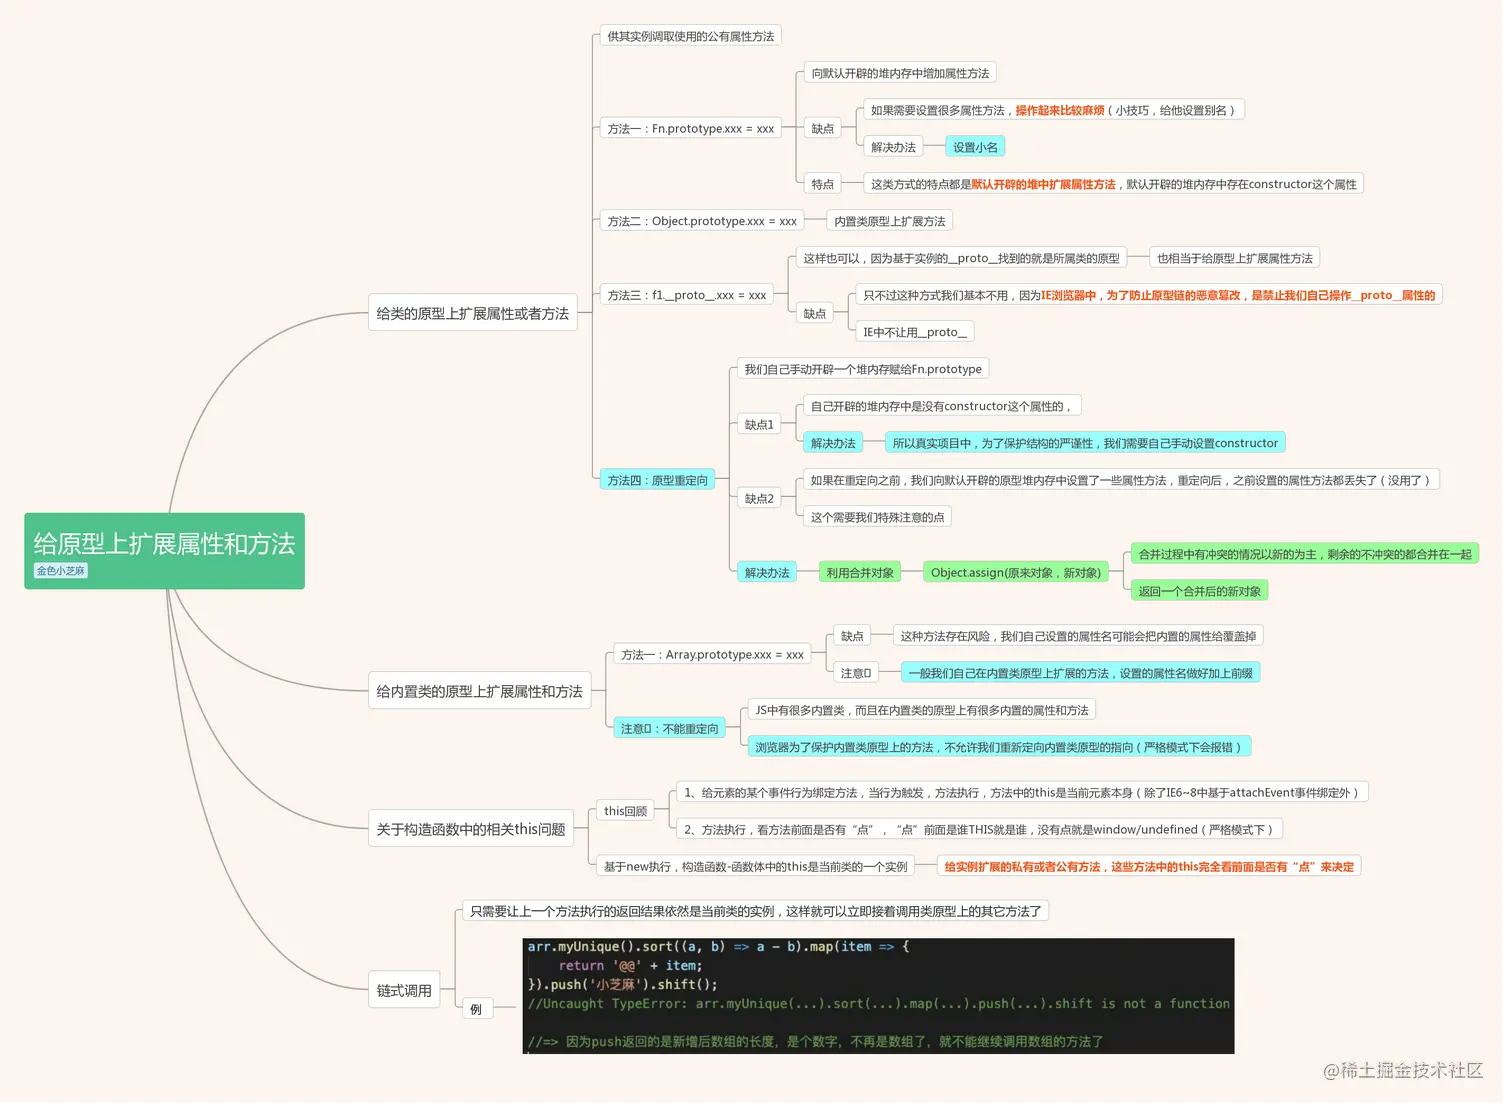 给原型上扩展属性和方法
金色小芝麻
给类的原型上扩展属性或者方法
供其实例调取使用的公有属性方法
方法一：Fn.prototype.xxx = xxx
向默认开辟的堆内存中增加属性方法
缺点
如果需要设置很多属性方法，操作起来比较麻烦（小技巧，给他设置别名）
解决办法
设置小名
特点
这类方式的特点都是默认开辟的堆中扩展属性方法，默认开辟的堆内存中存在constructor这个属性
方法二：Object.prototype.xxx = xxx
内置类原型上扩展方法
方法三：f1.__proto__.xxx = xxx
这样也可以，因为基于实例的__proto__找到的就是所属类的原型
也相当于给原型上扩展属性方法
缺点
只不过这种方式我们基本不用，因为IE浏览器中，为了防止原型链的恶意篡改，是禁止我们自己操作__proto__属性的
IE中不让用__proto__
方法四：原型重定向
我们自己手动开辟一个堆内存赋给Fn.prototype
缺点1
自己开辟的堆内存中是没有constructor这个属性的，
解决办法
所以真实项目中，为了保护结构的严谨性，我们需要自己手动设置constructor
缺点2
如果在重定向之前，我们向默认开辟的原型堆内存中设置了一些属性方法，重定向后，之前设置的属性方法都丢失了（没用了）
这个需要我们特殊注意的点
解决办法
利用合并对象
Object.assign(原来对象，新对象)
合并过程中有冲突的情况以新的为主，剩余的不冲突的都合并在一起
返回一个合并后的新对象
给内置类的原型上扩展属性和方法
方法一：Array.prototype.xxx = xxx
缺点
这种方法存在风险，我们自己设置的属性名可能会把内置的属性给覆盖掉
注意
一般我们自己在内置类原型上扩展的方法，设置的属性名做好加上前缀
注意：不能重定向
JS中有很多内置类，而且在内置类的原型上有很多内置的属性和方法
浏览器为了保护内置类原型上的方法，不允许我们重新定向内置类原型的指向（严格模式下会报错）
关于构造函数中的相关this问题
this回顾
1、给元素的某个事件行为绑定方法，当行为触发，方法执行，方法中的this是当前元素本身（除了IE6~8中基于attachEvent事件绑定外）
2、方法执行，看方法前面是否有“点”，“点”前面是谁THIS就是谁，没有点就是window/undefined（严格模式下）
基于new执行，构造函数-函数体中的this是当前类的一个实例
给实例扩展的私有或者公有方法，这些方法中的this完全看前面是否有“点”来决定
链式调用
只需要让上一个方法执行的返回结果依然是当前类的实例，这样就可以立即接着调用类原型上的其它方法了
例
arr.myUnique().sort((a, b) => a - b).map(item => {
return '@@' + item;
}).push('小芝麻').shift();
//Uncaught TypeError: arr.myUnique(...).sort(...).map(...).push(...).shift is not a function
//=> 因为push返回的是新增后数组的长度，是个数字，不再是数组了，就不能继续调用数组的方法了
@稀土掘金技术社区